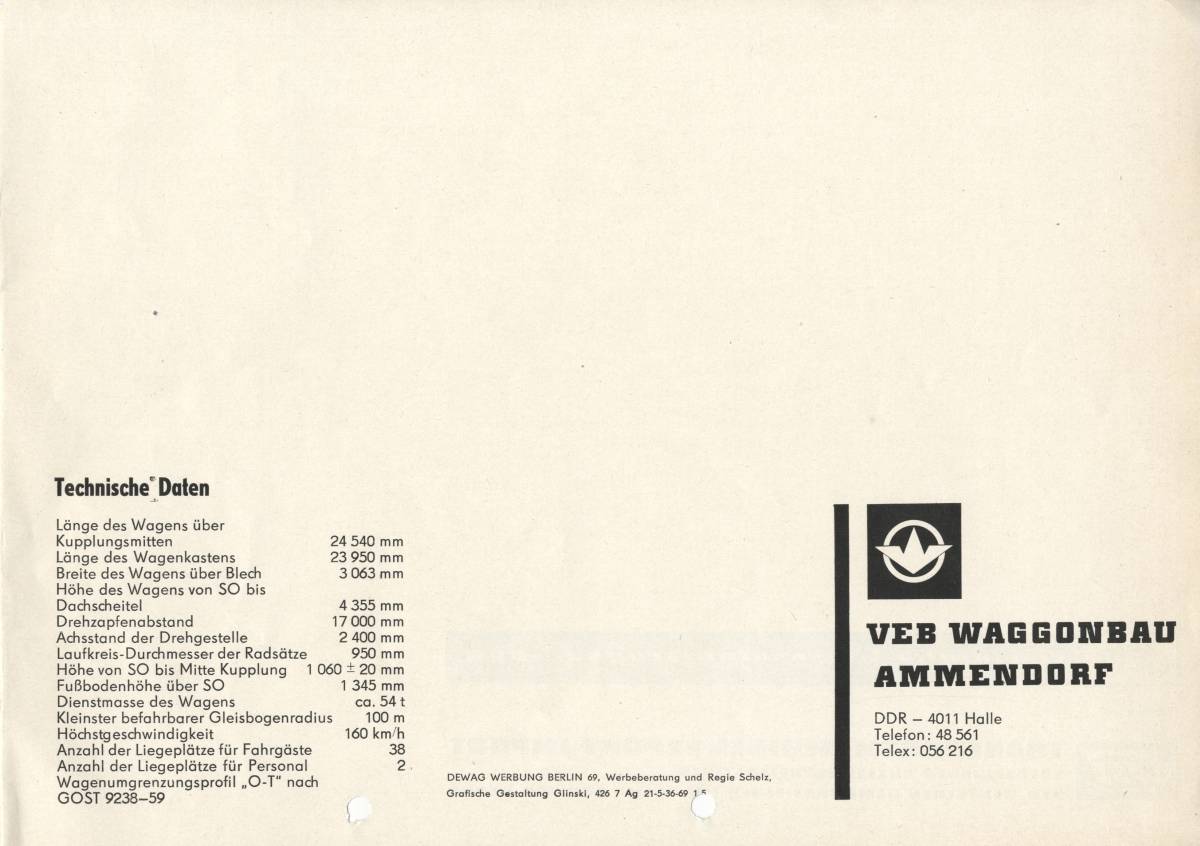 Technische Daten
Länge des Wagens über
Kupplungsmitten 24 540 mm
Länge des Wagenkastens 23 950 mm
Breite des Wagens über Blech 3 063 mm
Höhe des Wagens von SO bis
Dachscheitel 4 355 mm
Drehzapfenabstand 17 000 mm
Achsstand der Drehgestelle 2 400 mm
Laufkreis-Durchmesser der Radsätze 950 mm
Höhe von SO bis Mitte Kupplung 1 060 ± 20 mm
Fußbodenhöhe über SO 1 345 mm
Dienstmasse des Wagens ca. 54 t
Kleinster befahrbarer Gleisbogenradius 100 m
Höchstgeschwindigkeit 160 km/h
Anzahl der Liegeplätze für Fahrgäste 38
Anzahl der Liegeplätze für Personal 2
Wagenumgrenzungsprofil „O-T“ nach
GOST 9238–59
DEWAG WERBUNG BERLIN 69, Werbeberatung und Regie Schelz,
Grafische Gestaltung Glinski, 426 7 Ag 21-5-36-69 1,5
VEB WAGGONBAU
AMMENDORF
DDR – 4011 Halle
Telefon: 48 561
Telex: 056 216